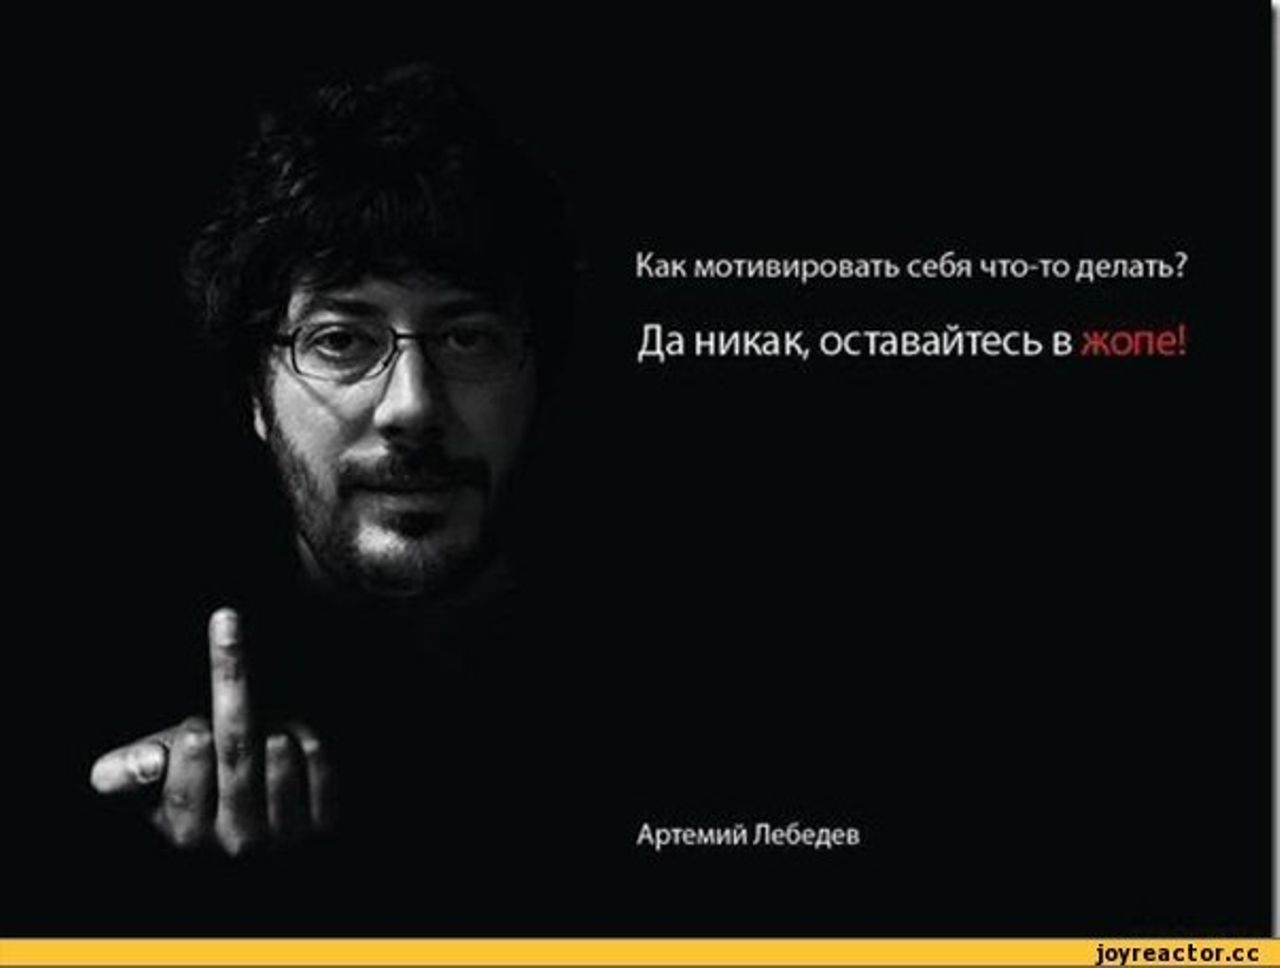 Как мотивировать себя что-то делать?
Да никак, оставайтесь в жопе!
Артемий Лебедев
joyreactor.cc